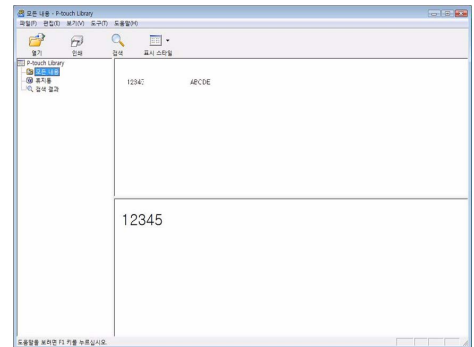 모든 내용 - P-touch Library
파일(F) 편집(E) 보기(V) 도구(T) 도움말(H)
열기 인쇄 검색 표시 스타일
P-touch Library
모든 내용
휴지통
검색 결과
12345 ABCDE
12345
도움말을 보려면 F1 키를 누르십시오.